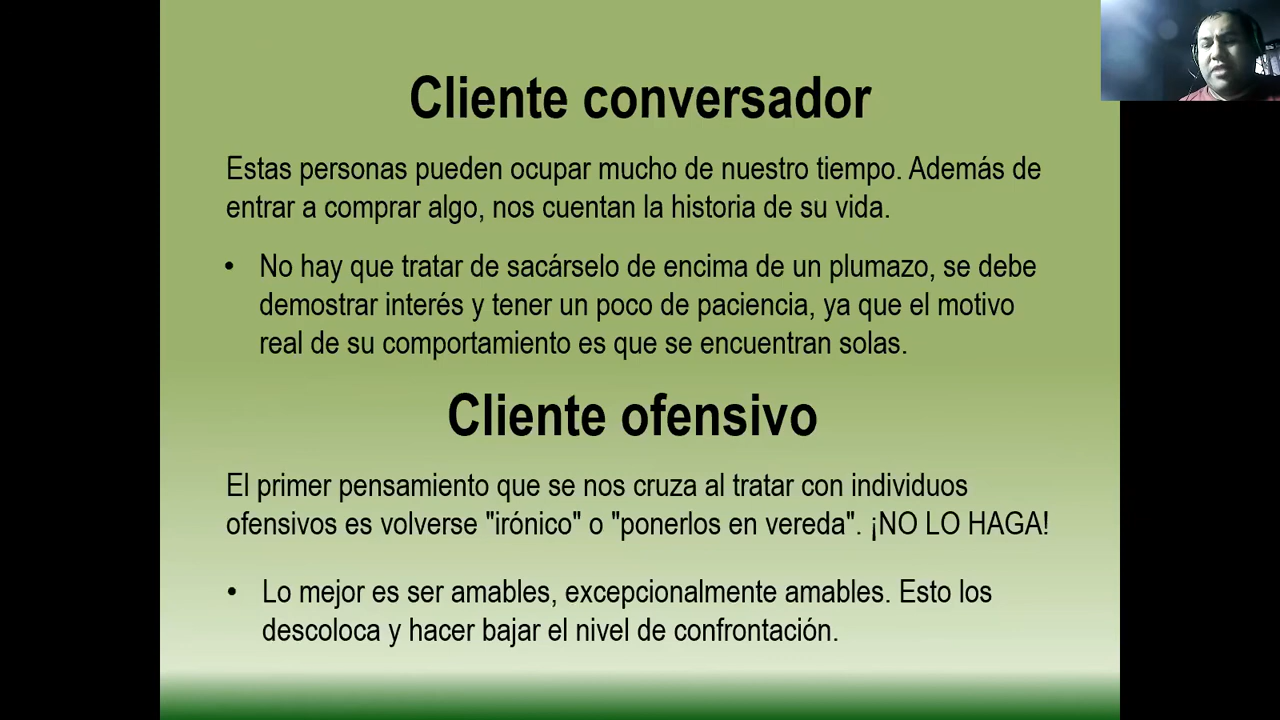 Cliente conversador
Estas personas pueden ocupar mucho de nuestro tiempo. Además de
entrar a comprar algo, nos cuentan la historia de su vida.
• No hay que tratar de sacárselo de encima de un plumazo, se debe
demostrar interés y tener un poco de paciencia, ya que el motivo
real de su comportamiento es que se encuentran solas.
Cliente ofensivo
El primer pensamiento que se nos cruza al tratar con individuos
ofensivos es volverse "irónico" o "ponerlos en vereda". ¡NO LO HAGA!
• Lo mejor es ser amables, excepcionalmente amables. Esto los
descoloca y hacer bajar el nivel de confrontación.